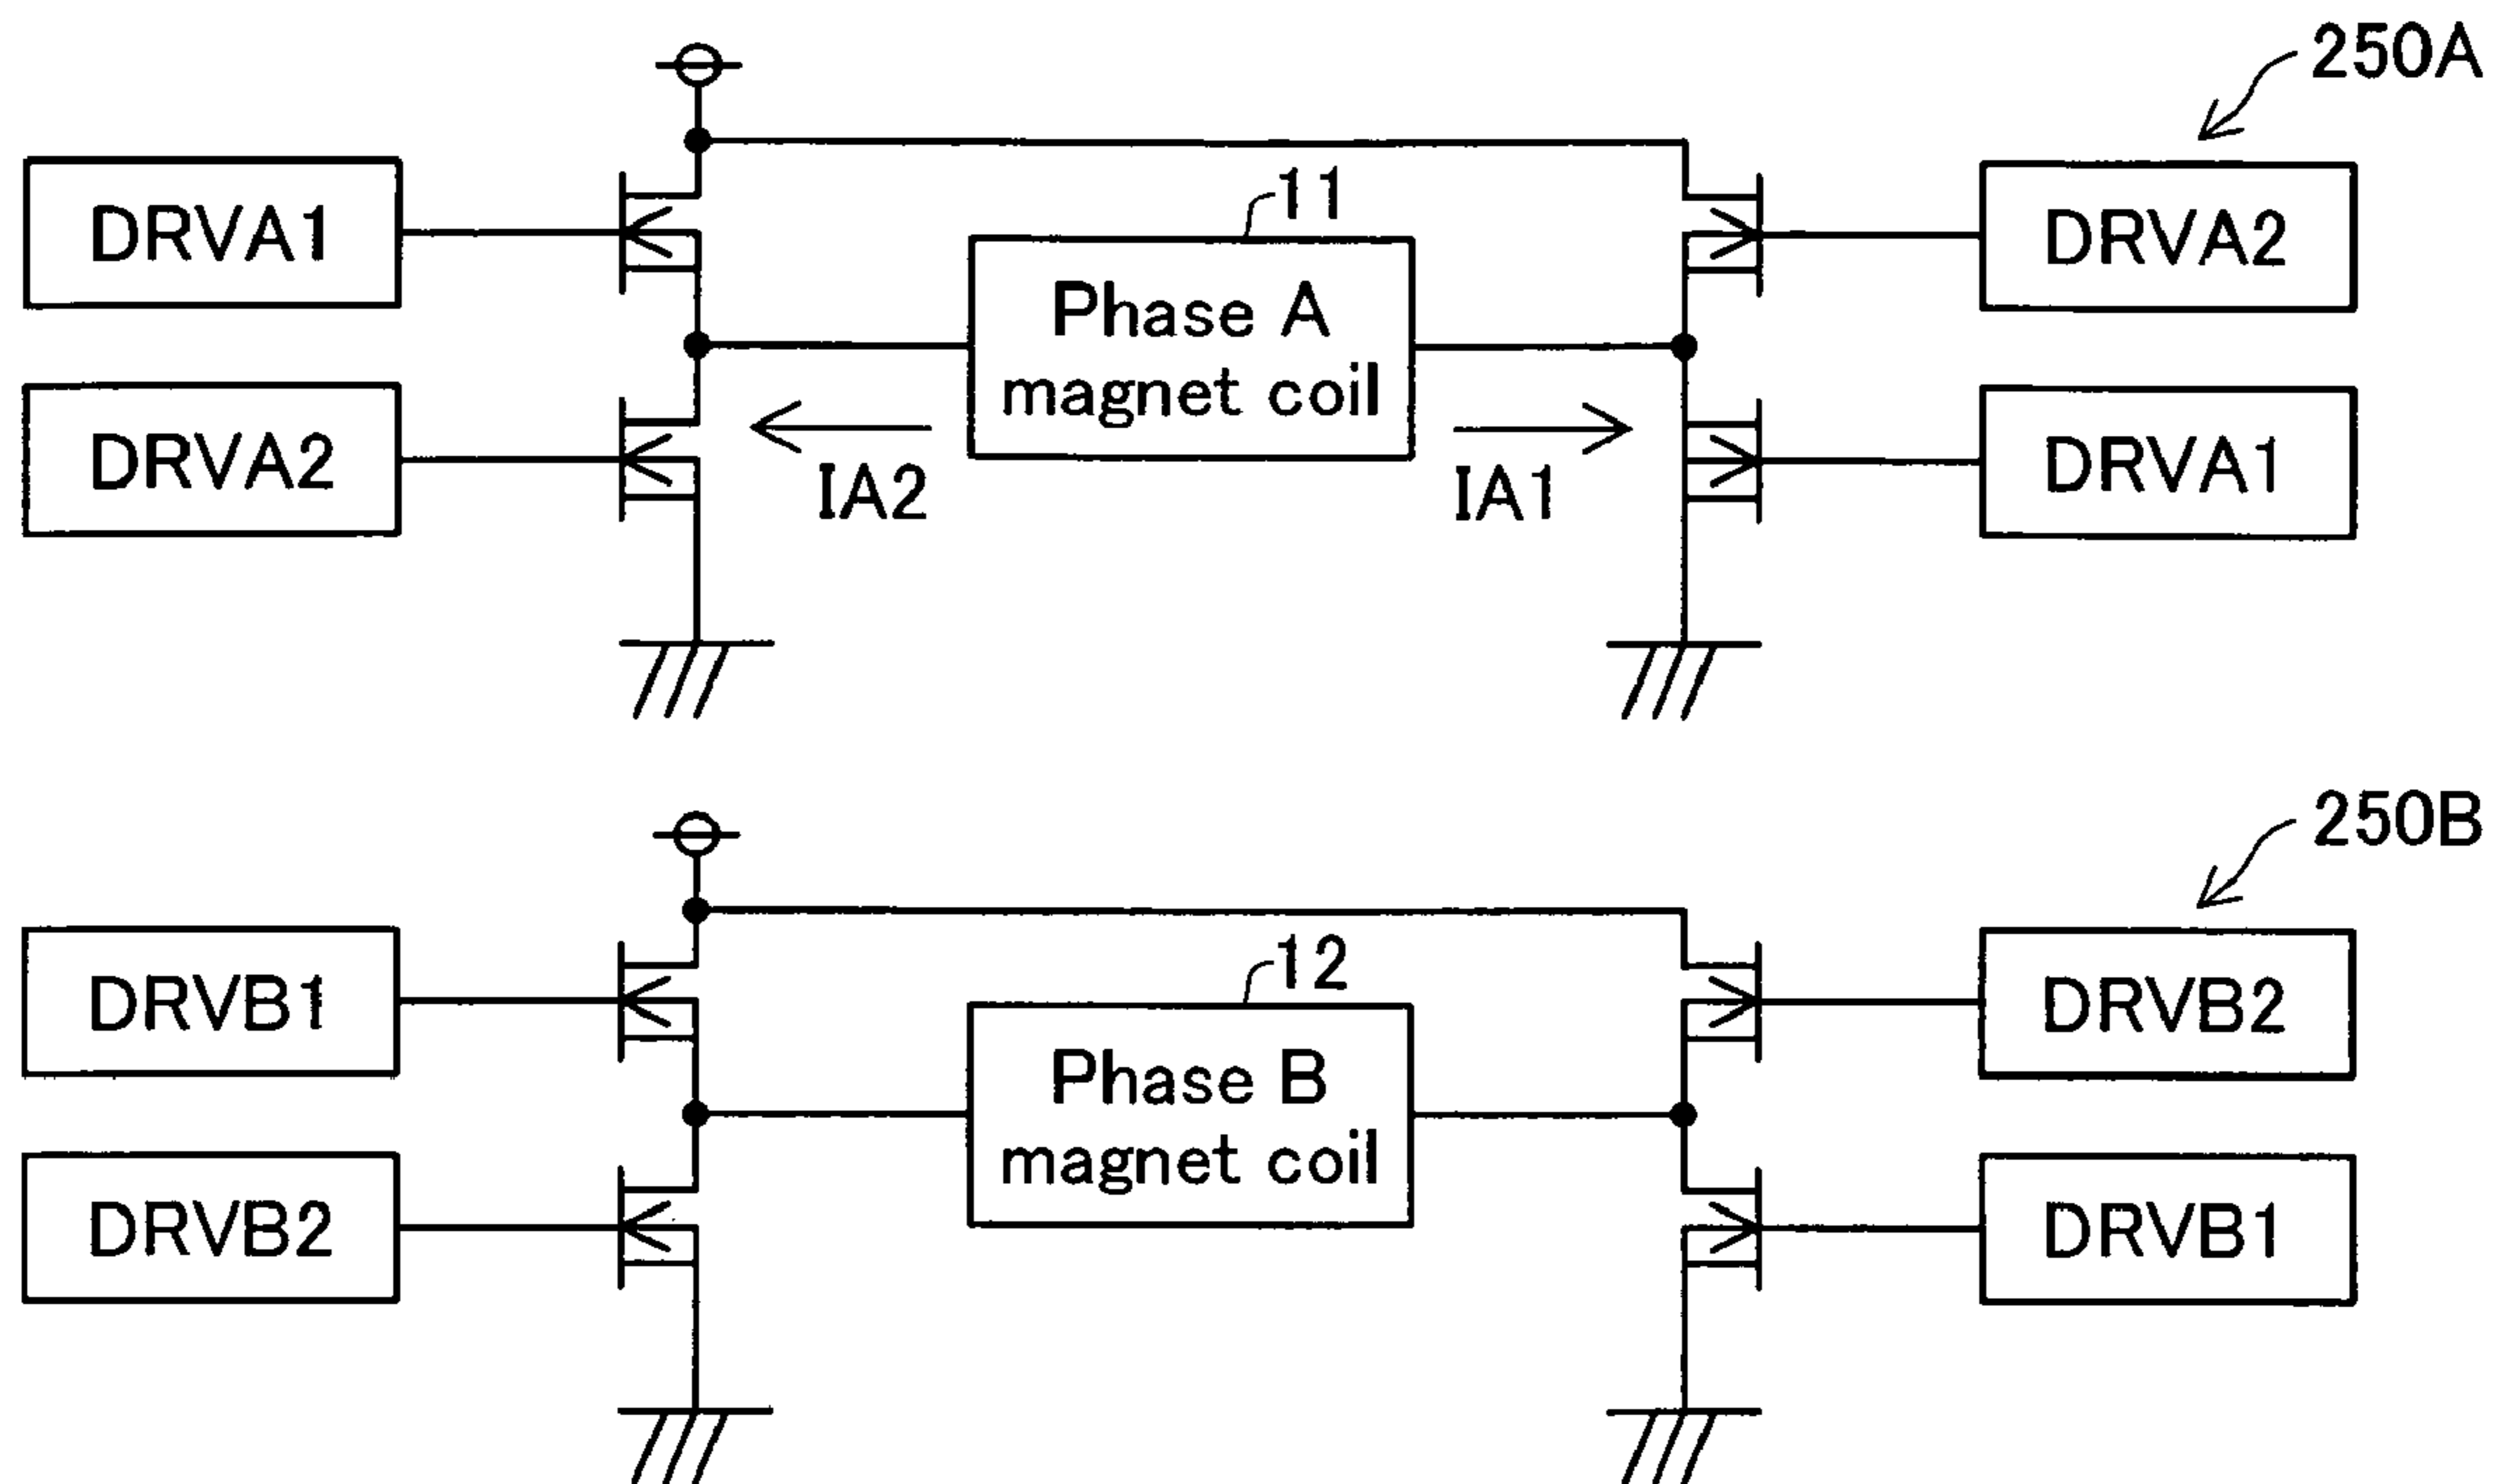 250A
DRVA1
11
DRVA2
Phase A
magnet coil
DRVA2
IA2
IA1
DRVA1
250B
DRVB1
12
DRVB2
Phase B
magnet coil
DRVB2
DRVB1